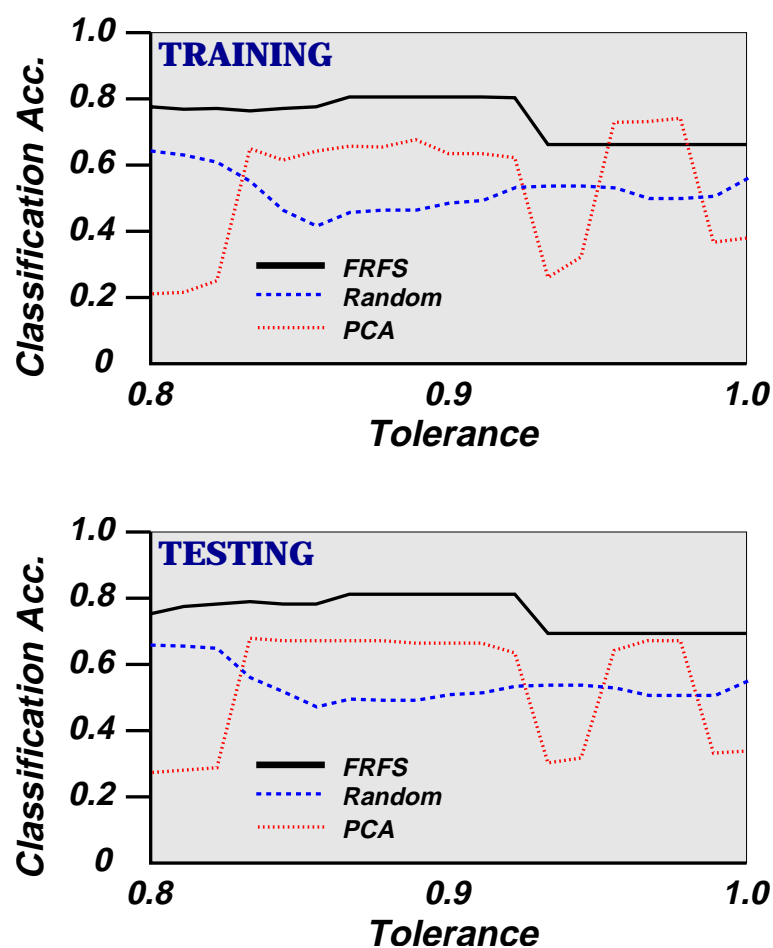 TRAINING
Classification Acc.
1.0
0.8
0.6
0.4
0.2
0
FRFS
Random
PCA
0.8 0.9 1.0
Tolerance
TESTING
Classification Acc.
1.0
0.8
0.6
0.4
0.2
0
FRFS
Random
PCA
0.8 0.9 1.0
Tolerance